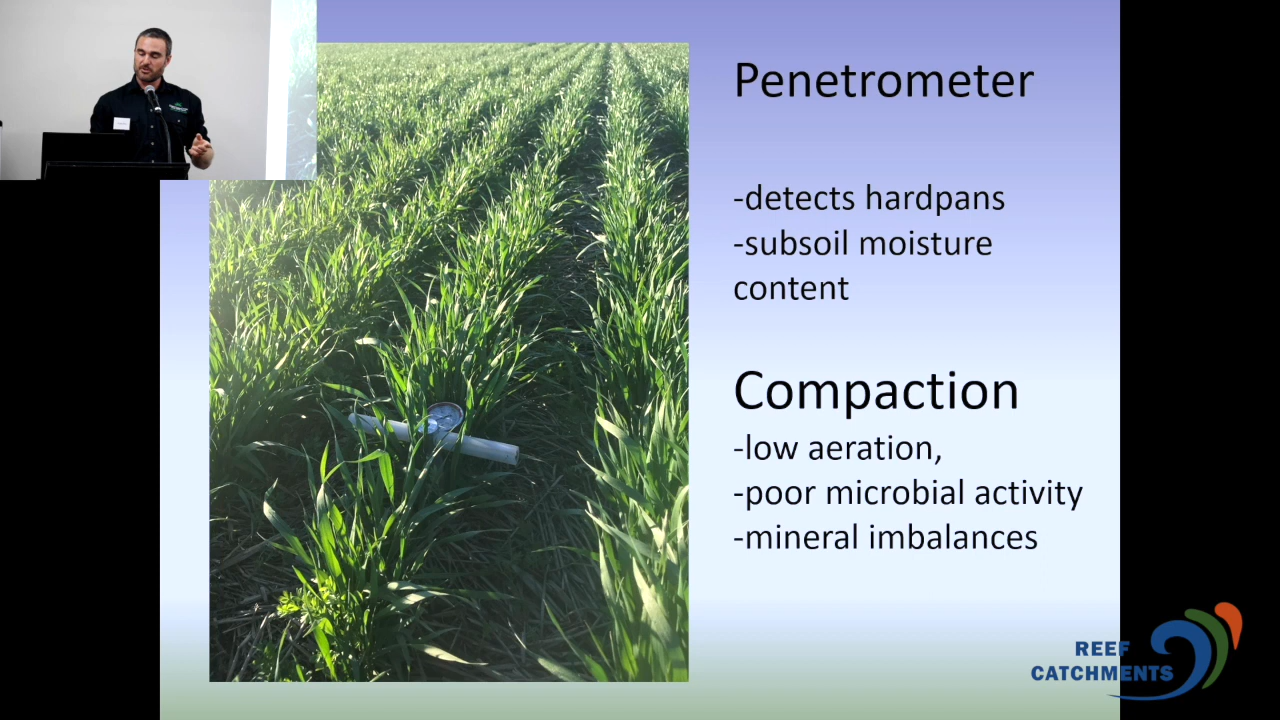 Penetrometer
-detects hardpans
-subsoil moisture
content
Compaction
-low aeration,
-poor microbial activity
-mineral imbalances
REEF
CATCHMENTS